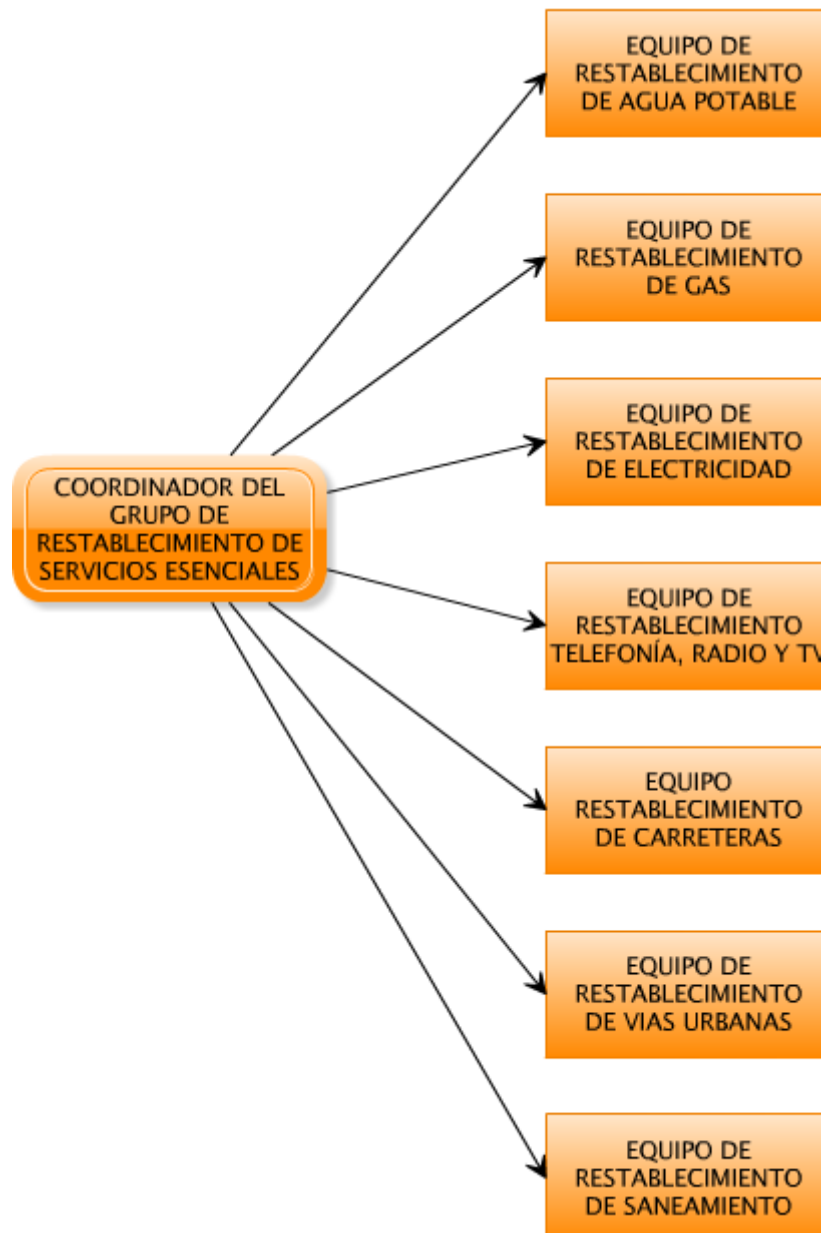 EQUIPO DE
RESTABLECIMIENTO
DE AGUA POTABLE
EQUIPO DE
RESTABLECIMIENTO
DE GAS
EQUIPO DE
RESTABLECIMIENTO
DE ELECTRICIDAD
COORDINADOR DEL
GRUPO DE
RESTABLECIMIENTO DE
SERVICIOS ESENCIALES
EQUIPO DE
RESTABLECIMIENTO
TELEFONÍA, RADIO Y TV
EQUIPO
RESTABLECIMIENTO
DE CARRETERAS
EQUIPO DE
RESTABLECIMIENTO
DE VIAS URBANAS
EQUIPO DE
RESTABLECIMIENTO
DE SANEAMIENTO